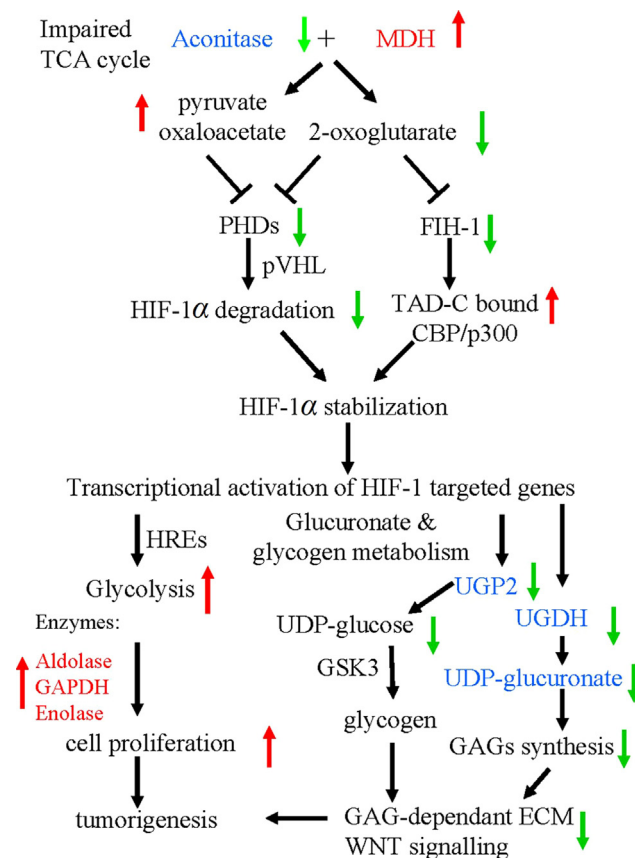 Impaired
TCA cycle
Aconitase + MDH
pyruvate
oxaloacetate
2-oxoglutarate
PHDs
FIH-1
pVHL
HIF-1α degradation
TAD-C bound
CBP/p300
HIF-1α stabilization
Transcriptional activation of HIF-1 targeted genes
HREs
Glucuronate &
glycogen metabolism
Glycolysis
UGP2
Enzymes:
UDP-glucose
UGDH
Aldolase
GAPDH
Enolase
GSK3
UDP-glucuronate
glycogen
cell proliferation
GAGs synthesis
tumorigenesis
GAG-dependant ECM
WNT signalling